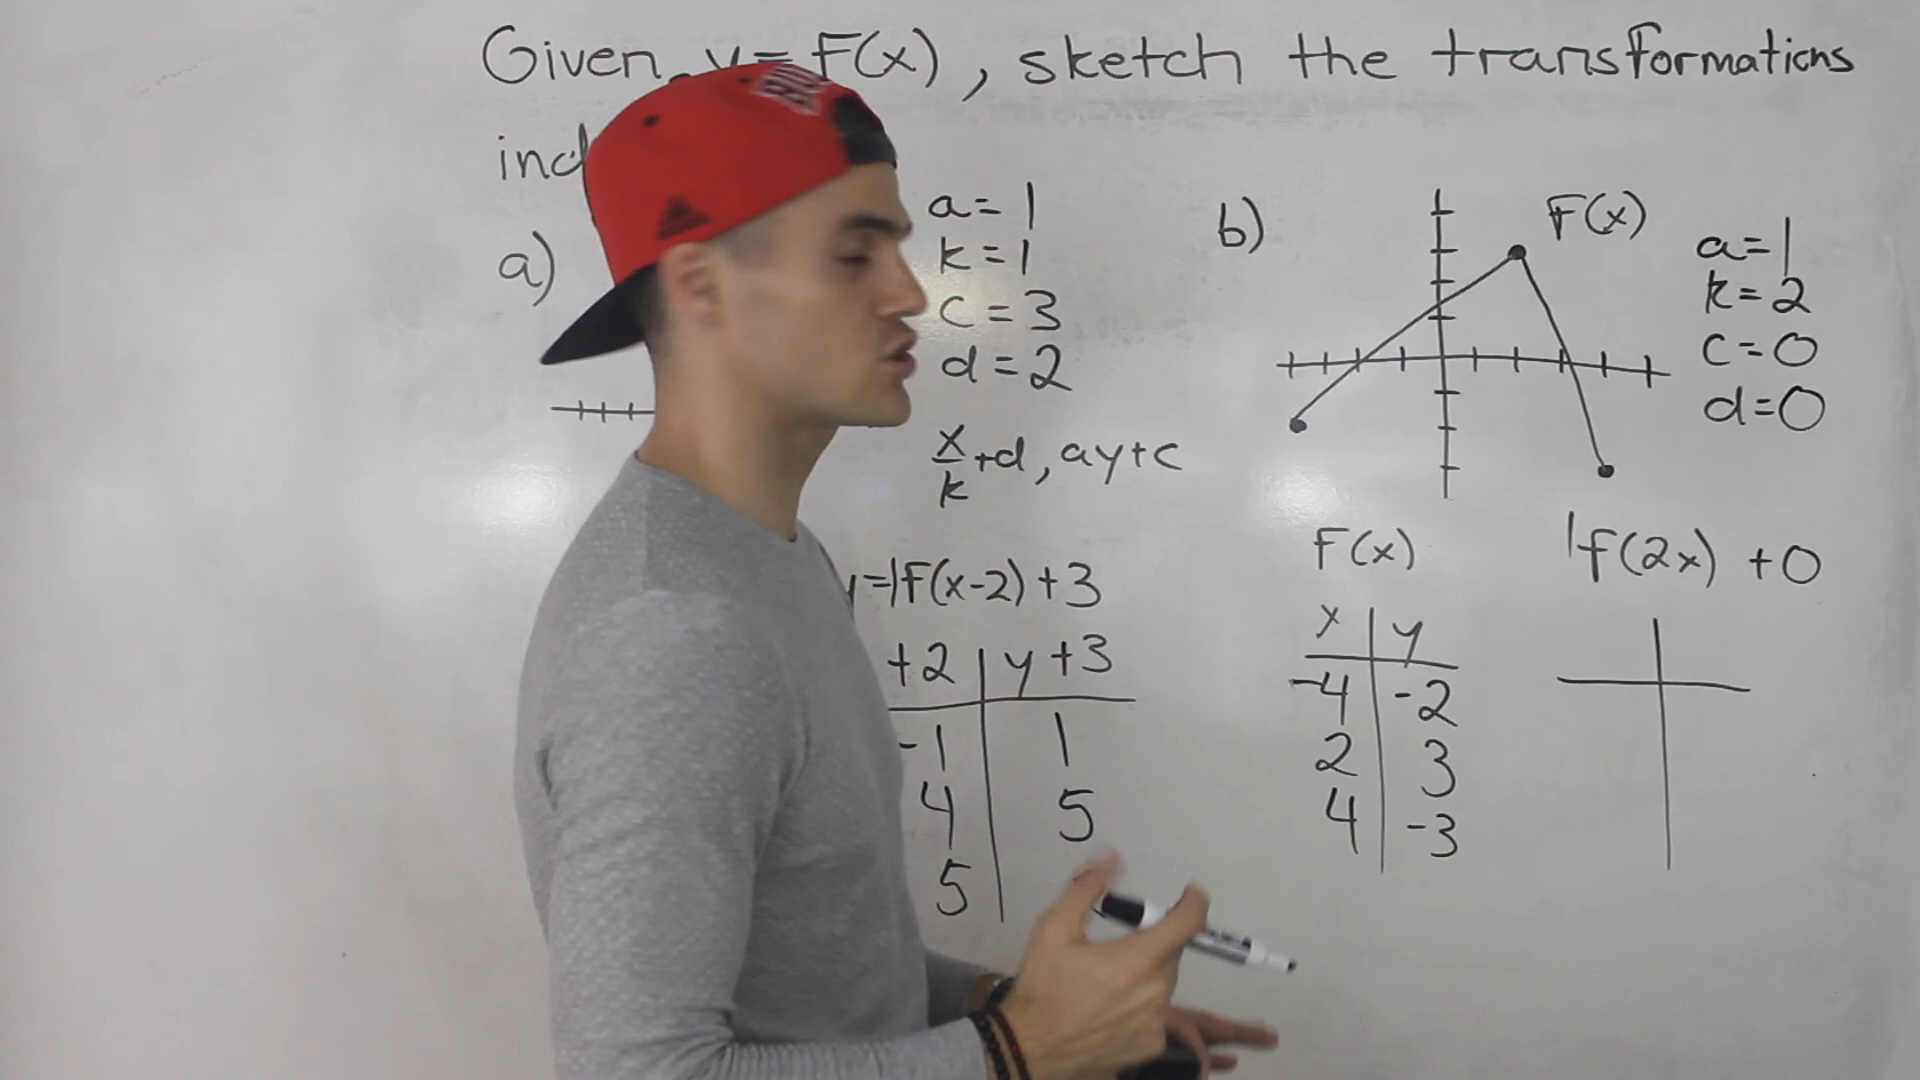 Given y=F(x), sketch the transformations
ind
a)
a=1
k=1
c=3
d=2
x/k+d, ay+c
y=1F(x-2)+3
+2 | y+3
-1 | 1
4 | 5
5
b)
F(x)
a=1
k=2
c=0
d=0
F(x)
x | y
-4 | -2
2 | 3
4 | -3
1f(2x) +0